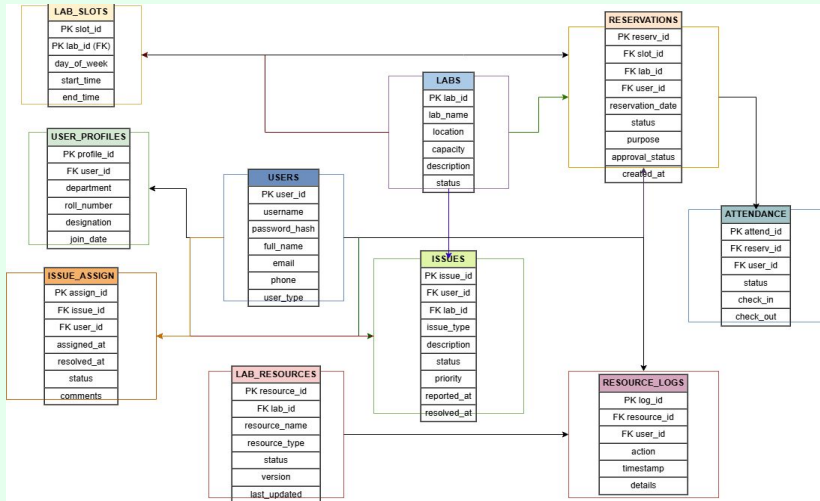 LAB_SLOTS
PK slot_id
PK lab_id (FK)
day_of_week
start_time
end_time
RESERVATIONS
PK reserv_id
FK slot_id
FK lab_id
FK user_id
reservation_date
status
purpose
approval_status
created_at
LABS
PK lab_id
lab_name
location
capacity
description
status
USER_PROFILES
PK profile_id
FK user_id
department
roll_number
designation
join_date
USERS
PK user_id
username
password_hash
full_name
email
phone
user_type
ATTENDANCE
PK attend_id
FK reserv_id
FK user_id
status
check_in
check_out
ISSUES
PK issue_id
FK user_id
FK lab_id
issue_type
description
status
priority
reported_at
resolved_at
ISSUE_ASSIGN
PK assign_id
FK issue_id
FK user_id
assigned_at
resolved_at
status
comments
LAB_RESOURCES
PK resource_id
FK lab_id
resource_name
resource_type
status
version
last_updated
RESOURCE_LOGS
PK log_id
FK resource_id
FK user_id
action
timestamp
details